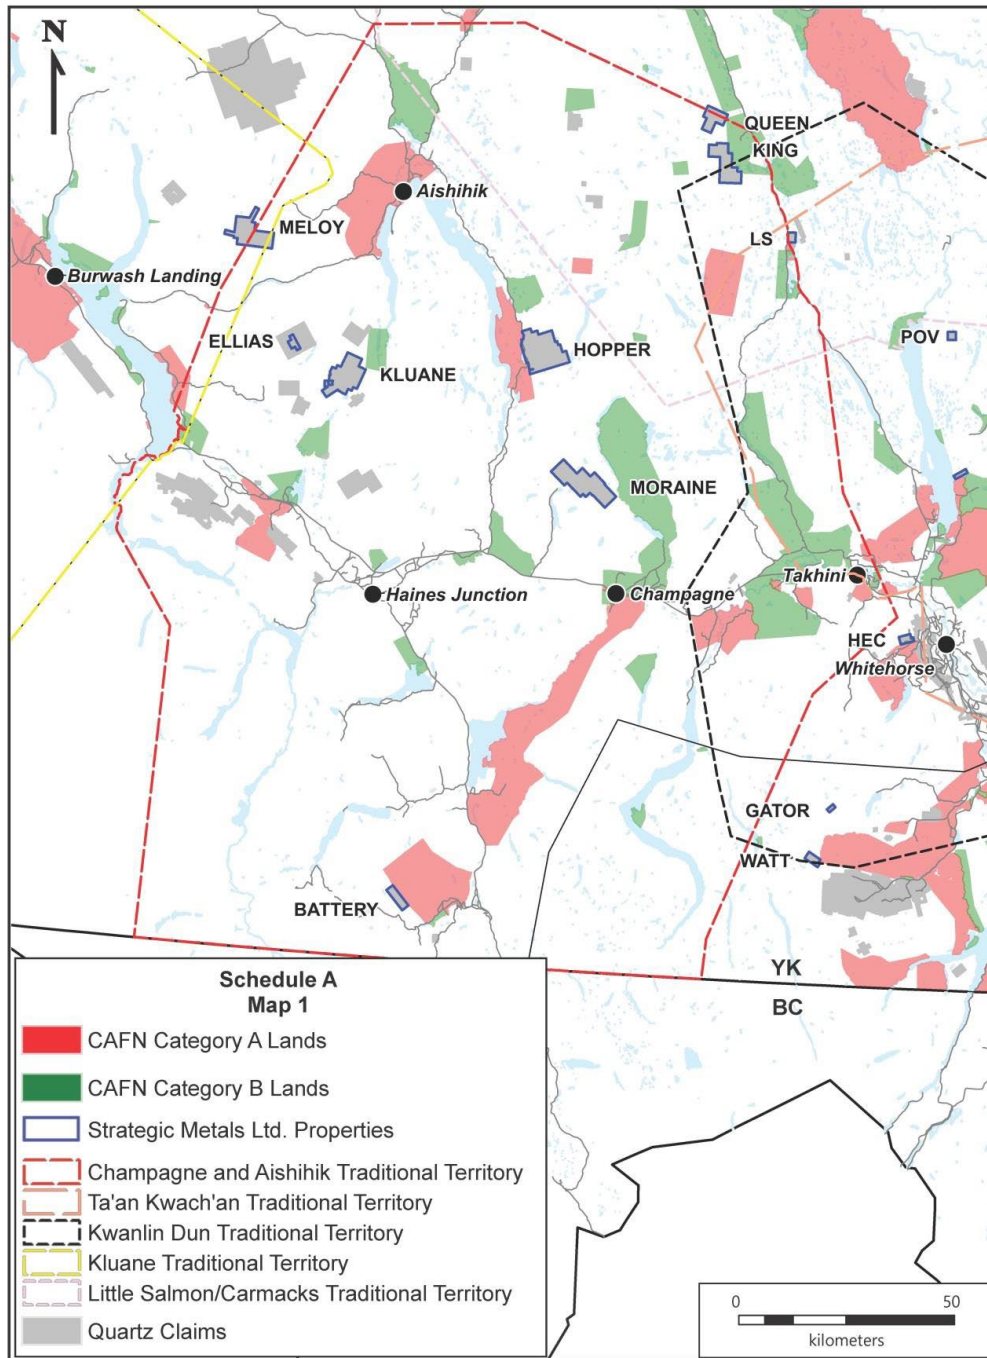 N
QUEEN
KING
Aishihik
MELOY
LS
Burwash Landing
ELLIAS
POV
HOPPER
KLUANE
MORAINE
Takhini
Haines Junction
Champagne
HEC
Whitehorse
GATOR
WATT
BATTERY
YK
BC
Schedule A
Map 1
CAFN Category A Lands
CAFN Category B Lands
Strategic Metals Ltd. Properties
Champagne and Aishihik Traditional Territory
Ta'an Kwach'an Traditional Territory
Kwanlin Dun Traditional Territory
Kluane Traditional Territory
Little Salmon/Carmacks Traditional Territory
Quartz Claims
0 50
kilometers